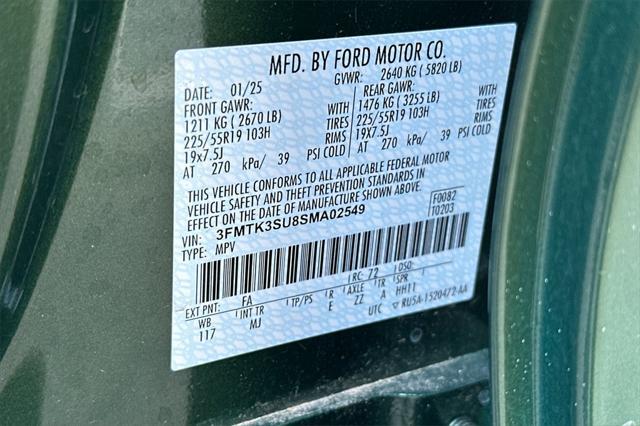 MFD. BY FORD MOTOR CO.
DATE: 01/25 GVWR: 2640 KG ( 5820 LB)
FRONT GAWR: REAR GAWR:
1211 KG ( 2670 LB) WITH 1476 KG ( 3255 LB) WITH
225/55R19 103H TIRES 225/55R19 103H TIRES
19x7.5J RIMS 19x7.5J RIMS
AT 270 kPa/ 39 PSI COLD AT 270 kPa/ 39 PSI COLD
THIS VEHICLE CONFORMS TO ALL APPLICABLE FEDERAL MOTOR
VEHICLE SAFETY AND THEFT PREVENTION STANDARDS IN
EFFECT ON THE DATE OF MANUFACTURE SHOWN ABOVE.
VIN: 3FMTK3SU8SMA02549 F0082
TYPE: MPV T0203
EXT PNT: FA RC: 72 DSO:
WB INT TR TP/PS R AXLE TR SPR
117 MJ E ZZ A HH11
UTC RU5A-1520472-AA